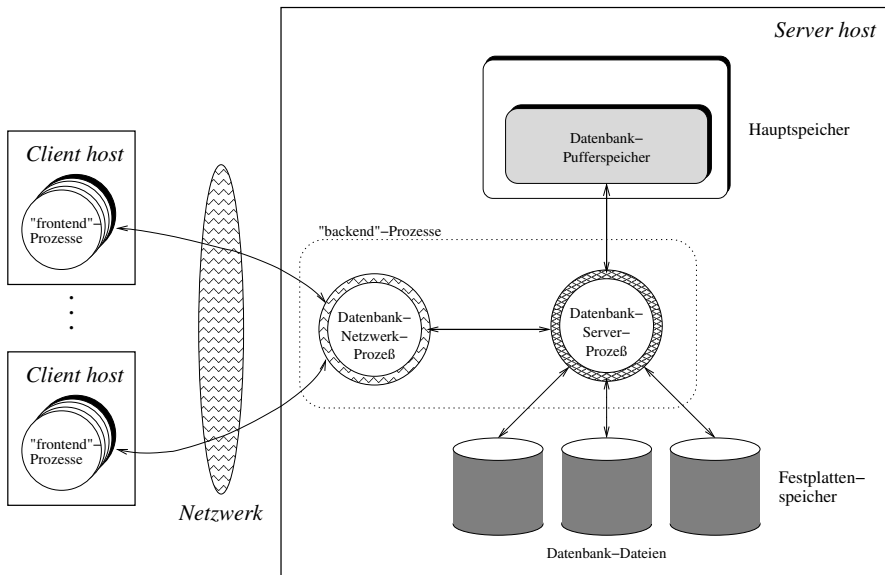 Server host
Datenbank–
Pufferspeicher
Hauptspeicher
Client host
"frontend"–
Prozesse
"backend"–Prozesse
Datenbank–
Netzwerk–
Prozeß
Datenbank–
Server–
Prozeß
Client host
"frontend"–
Prozesse
Netzwerk
Festplatten–
speicher
Datenbank–Dateien